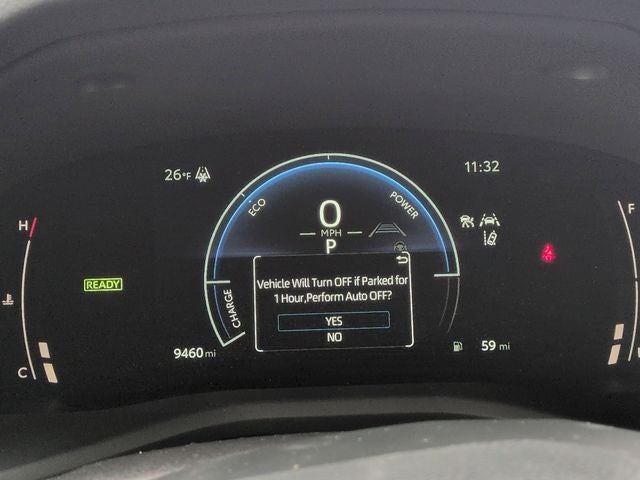 26°F
11:32
ECO
POWER
0
MPH
P
H
F
READY
CHARGE
Vehicle Will Turn OFF if Parked for
1 Hour,Perform Auto OFF?
YES
NO
9460 mi
59 mi
C